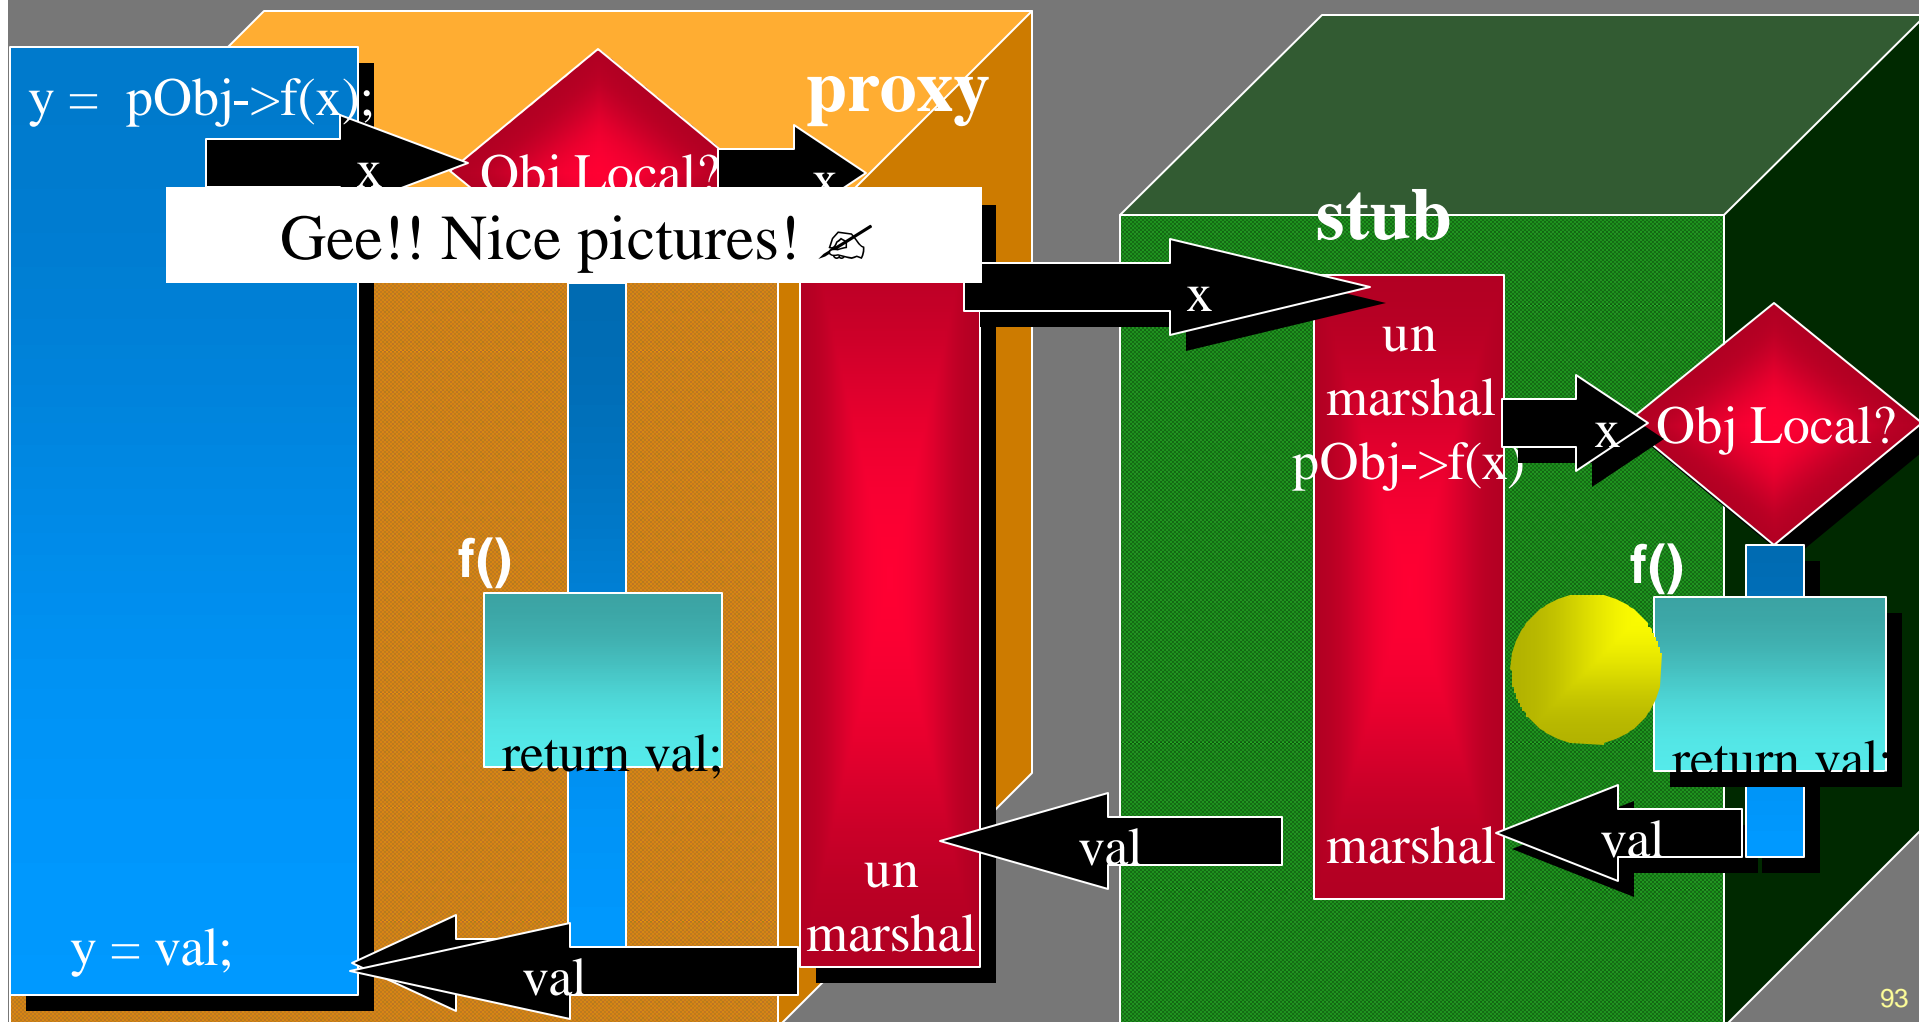 y =  pObj->f(x);
proxy
x
Obj Local?
x
Gee!! Nice pictures! ✍
stub
x
un
marshal
pObj->f(x)
x
Obj Local?
f()
return val;
f()
return val;
un
marshal
val
marshal
val
y = val;
val
93